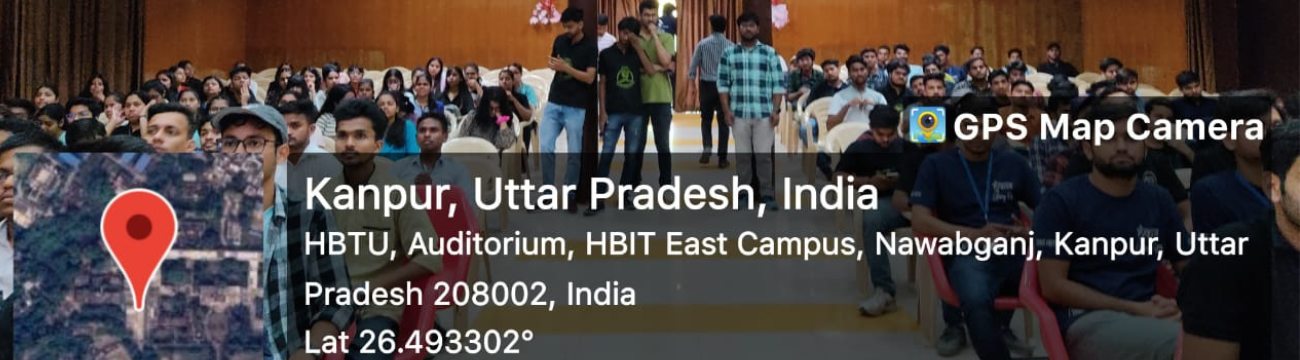 GPS Map Camera
Kanpur, Uttar Pradesh, India
HBTU, Auditorium, HBIT East Campus, Nawabganj, Kanpur, Uttar
Pradesh 208002, India
Lat 26.493302°